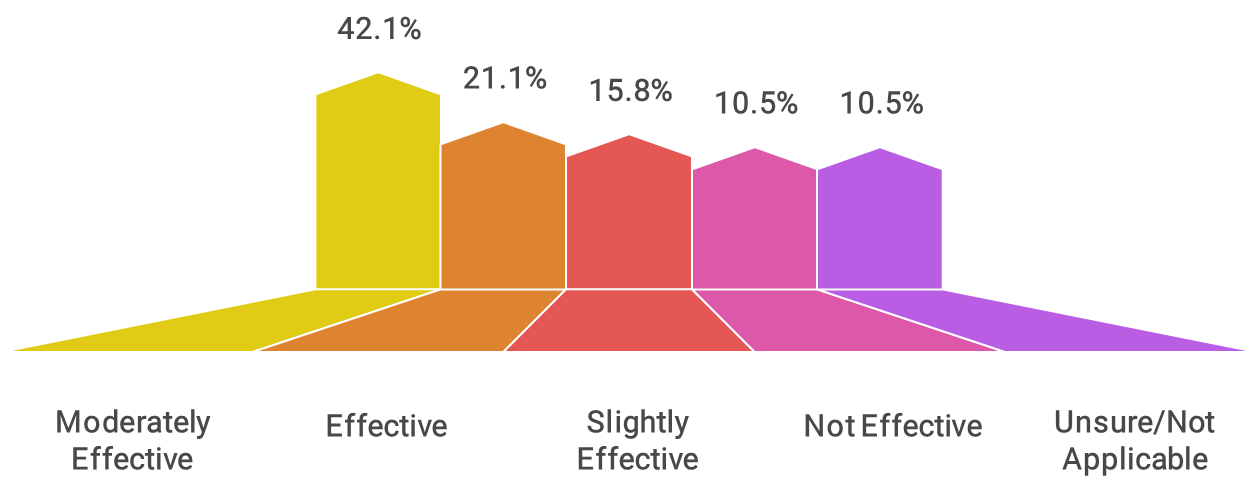 42.1%
21.1%
15.8%
10.5%
10.5%
Moderately
Effective
Effective
Slightly
Effective
Not Effective
Unsure/Not
Applicable